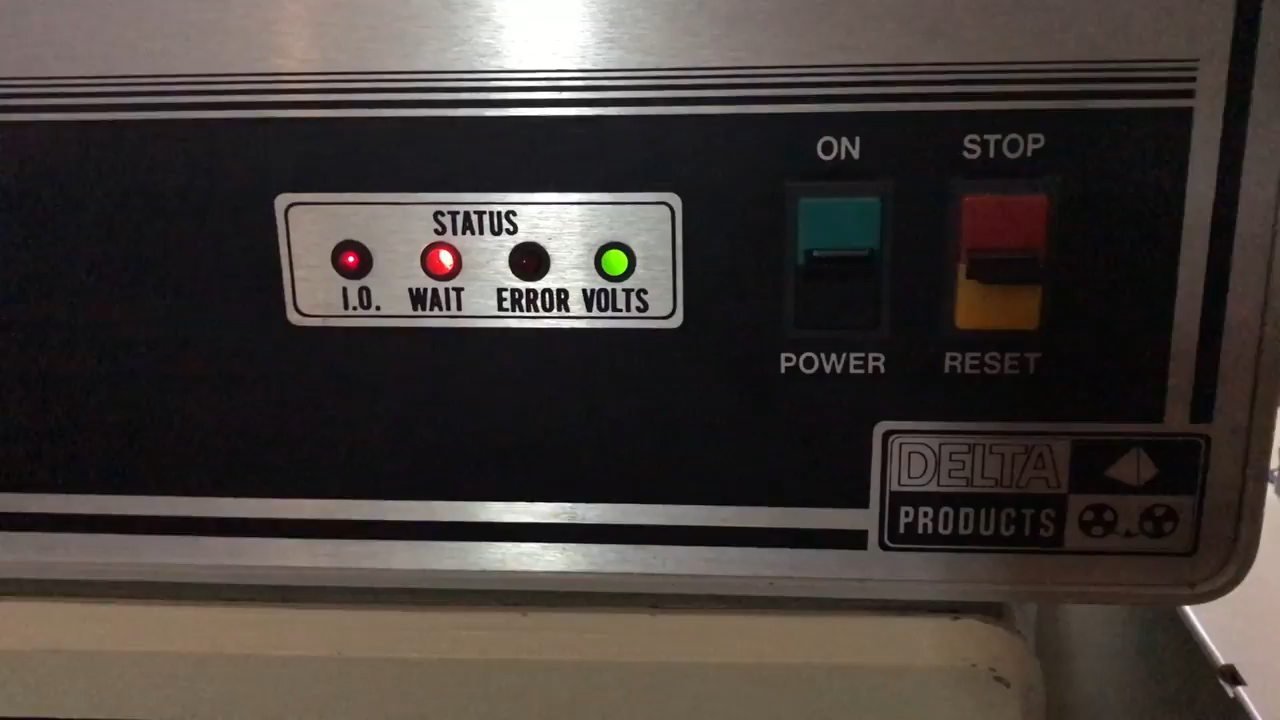 ON
STOP
STATUS
I.O. WAIT ERROR VOLTS
POWER
RESET
DELTA
PRODUCTS